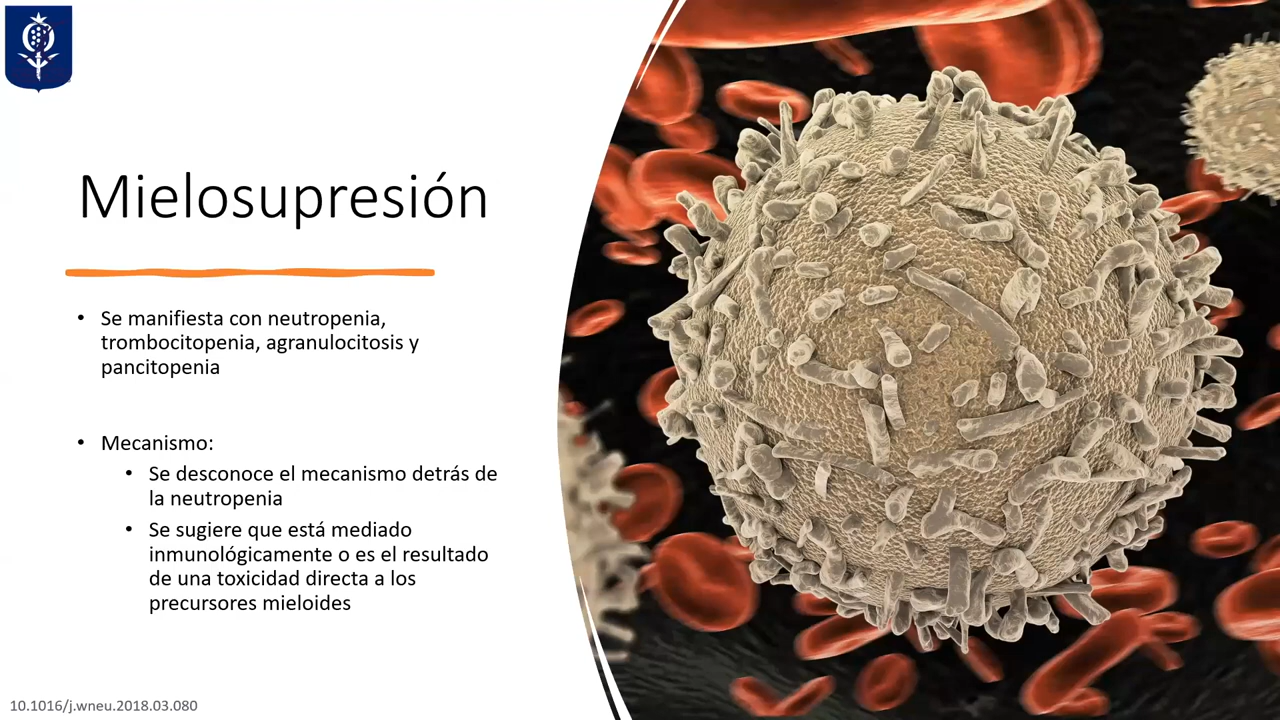 Mielosupresión
• Se manifiesta con neutropenia,
trombocitopenia, agranulocitosis y
pancitopenia
• Mecanismo:
• Se desconoce el mecanismo detrás de
la neutropenia
• Se sugiere que está mediado
inmunológicamente o es el resultado
de una toxicidad directa a los
precursores mieloides
10.1016/j.wneu.2018.03.080